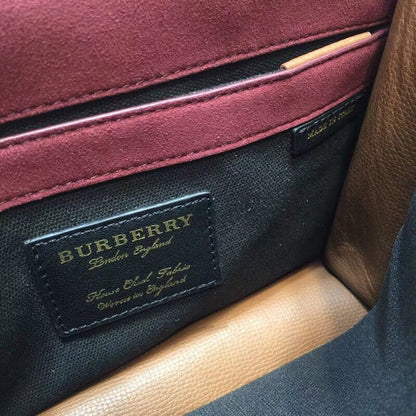 MADE IN ITALY
BURBERRY
London England
House Check Fabric
Woven in England